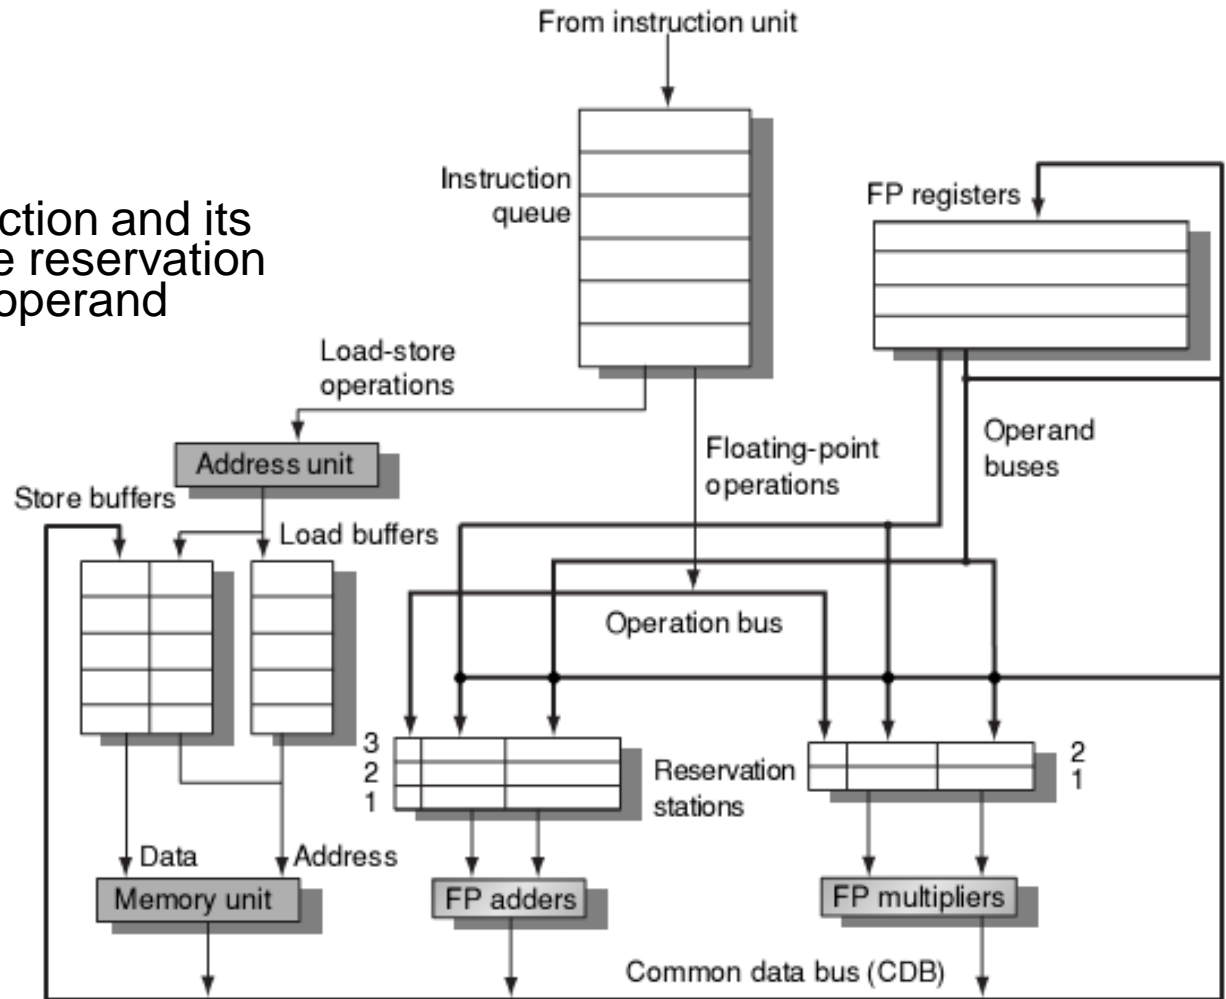 From instruction unit
Instruction
queue
FP registers
ction and its
e reservation
operand
Load-store
operations
Address unit
Floating-point
operations
Operand
buses
Store buffers
Load buffers
Operation bus
3
2
1
Reservation
stations
2
1
Data
Address
Memory unit
FP adders
FP multipliers
Common data bus (CDB)